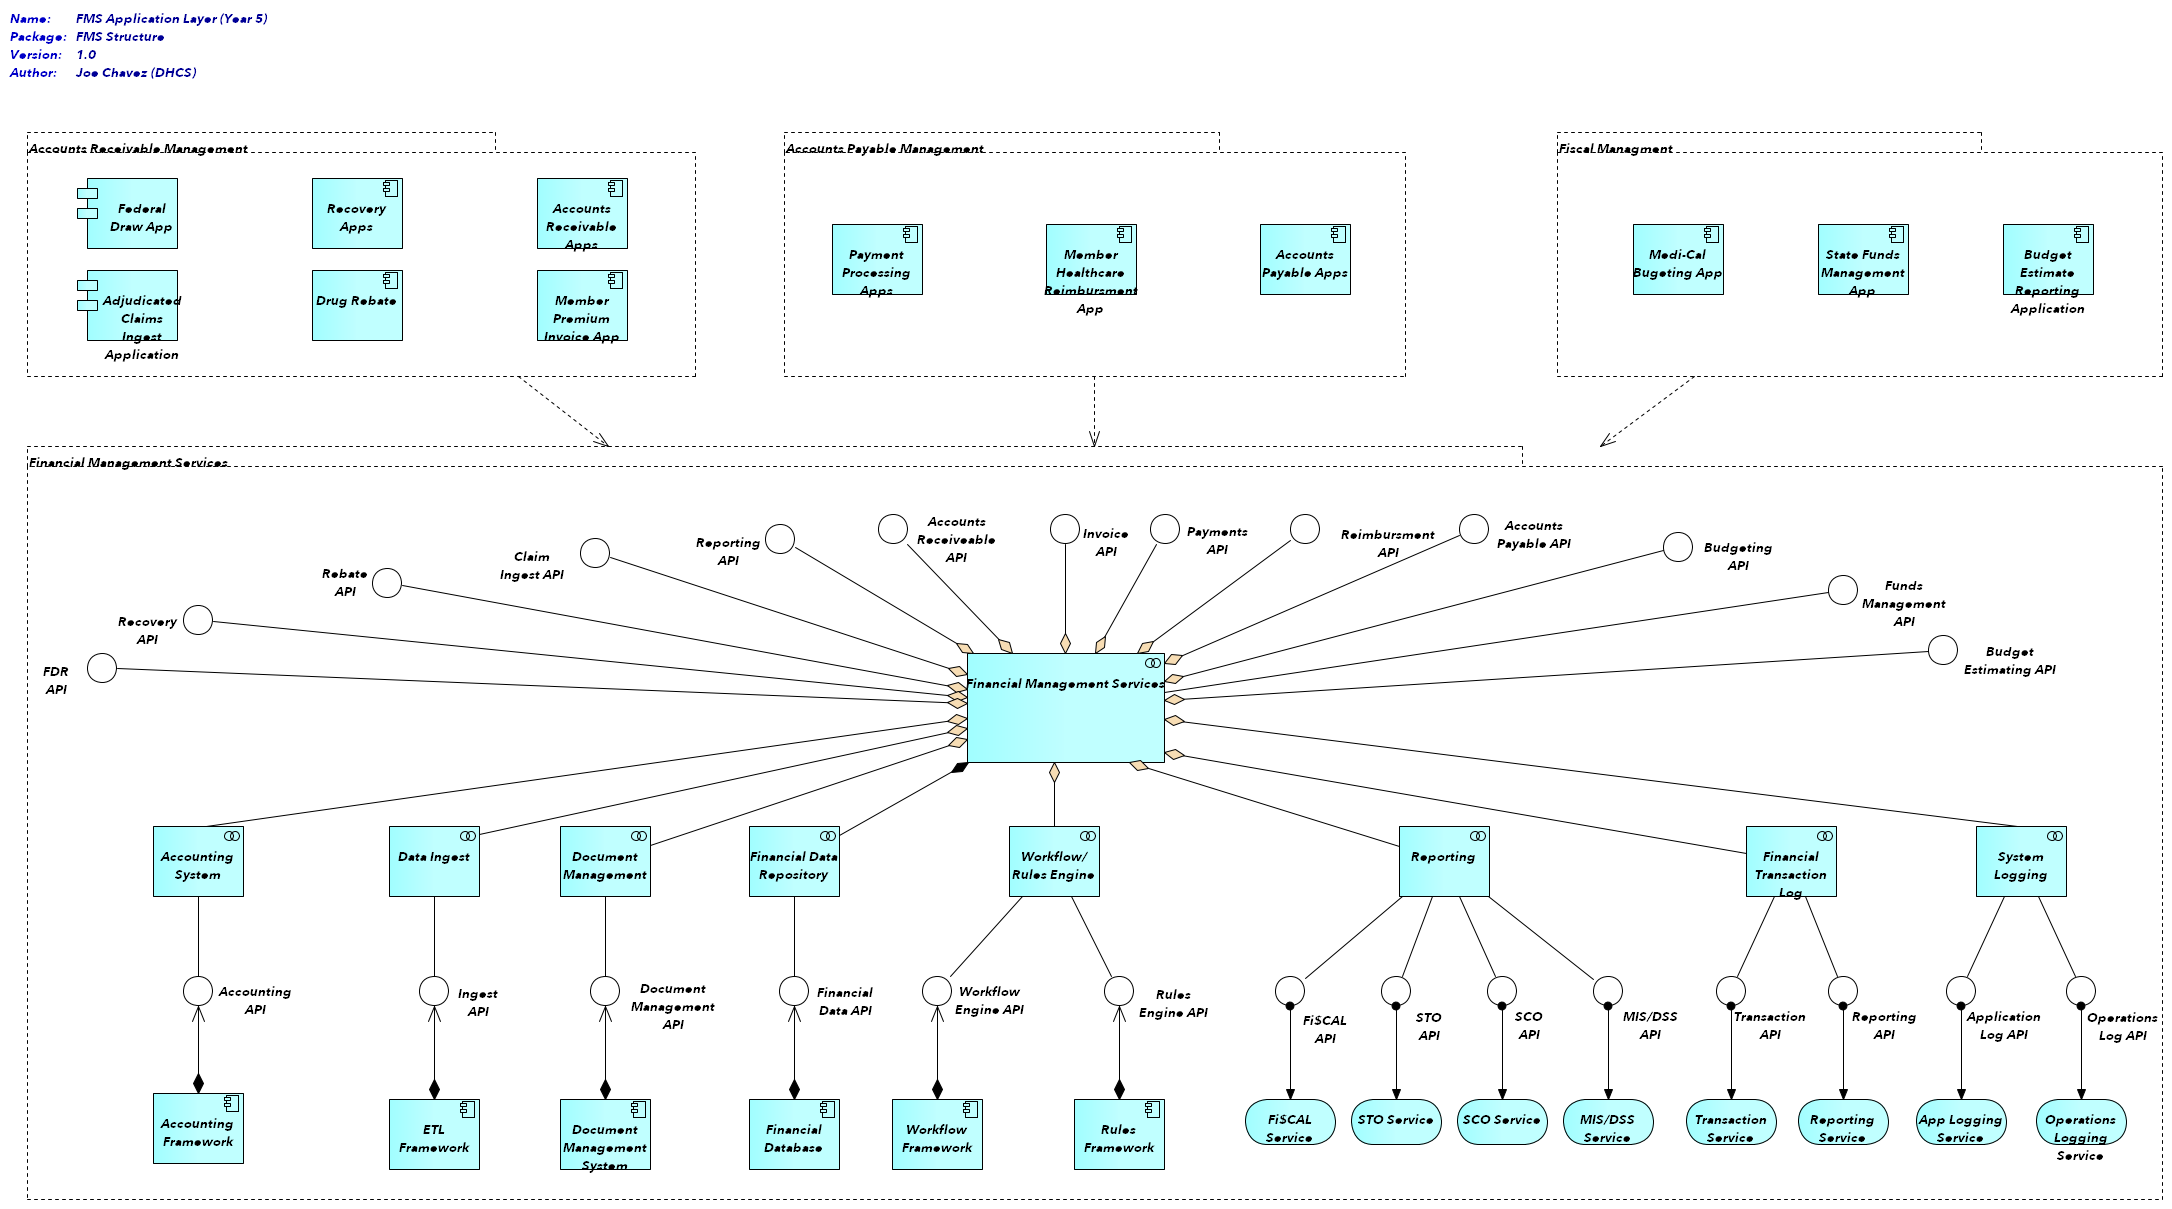 Name: FMS Application Layer (Year 5)
Package: FMS Structure
Version: 1.0
Author: Joe Chavez (DHCS)
Accounts Receivable Management
Federal
Draw App
Recovery
Apps
Accounts
Receivable
Apps
Adjudicated
Claims
Ingest
Application
Drug Rebate
Member
Premium
Invoice App
Accounts Payable Management
Payment
Processing
Apps
Member
Healthcare
Reimbursment
App
Accounts
Payable Apps
Fiscal Managment
Medi-Cal
Bugeting App
State Funds
Management
App
Budget
Estimate
Reporting
Application
Financial Management Services
FDR
API
Recovery
API
Rebate
API
Claim
Ingest API
Reporting
API
Accounts
Receiveable
API
Invoice
API
Payments
API
Reimbursment
API
Accounts
Payable API
Budgeting
API
Funds
Management
API
Budget
Estimating API
Financial Management Services
Accounting
System
Data Ingest
Document
Management
Financial Data
Repository
Workflow/
Rules Engine
Reporting
Financial
Transaction
Log
System
Logging
Accounting
API
Ingest
API
Document
Management
API
Financial
Data API
Workflow
Engine API
Rules
Engine API
Fi$CAL
API
STO
API
SCO
API
MIS/DSS
API
Transaction
API
Reporting
API
Application
Log API
Operations
Log API
Accounting
Framework
ETL
Framework
Document
Management
System
Financial
Database
Workflow
Framework
Rules
Framework
Fi$CAL
Service
STO Service
SCO Service
MIS/DSS
Service
Transaction
Service
Reporting
Service
App Logging
Service
Operations
Logging
Service